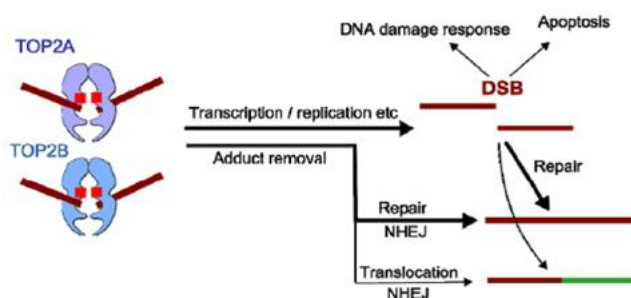 TOP2A
TOP2B
DNA damage response
Apoptosis
DSB
Transcription / replication etc
Adduct removal
Repair
Repair
NHEJ
Translocation
NHEJ